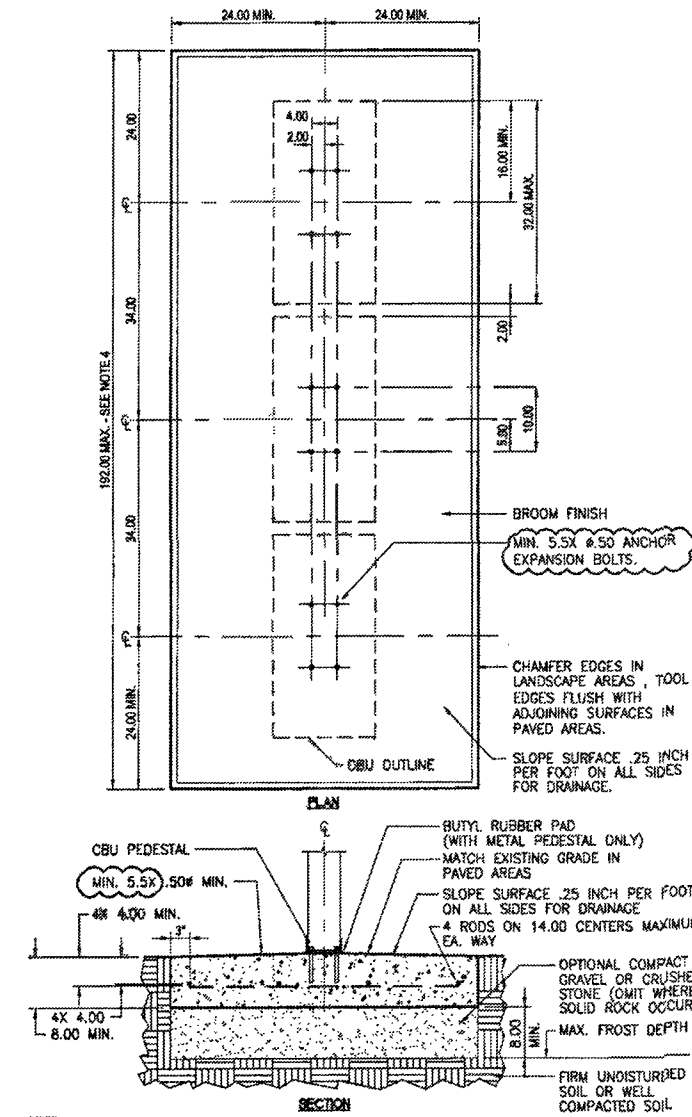 24.00 MIN.
24.00 MIN.
4.00
2.00
24.00
16.00 MIN.
32.00 MAX.
℄
34.00
2.00
192.00 MAX. - SEE NOTE 4
℄
10.00
34.00
BROOM FINISH
MIN. 5.5X ø.50 ANCHOR
EXPANSION BOLTS.
℄
24.00 MIN.
CHAMFER EDGES IN
LANDSCAPE AREAS , TOOL
EDGES FLUSH WITH
ADJOINING SURFACES IN
PAVED AREAS.
CBU OUTLINE
SLOPE SURFACE .25 INCH
PER FOOT ON ALL SIDES
FOR DRAINAGE.
PLAN
℄
CBU PEDESTAL
BUTYL RUBBER PAD
(WITH METAL PEDESTAL ONLY)
MATCH EXISTING GRADE IN
PAVED AREAS
MIN. 5.5X .50ø MIN.
SLOPE SURFACE .25 INCH PER FOOT
ON ALL SIDES FOR DRAINAGE
4X 4.00 MIN.
3"
4 RODS ON 14.00 CENTERS MAXIMUM
EA. WAY
OPTIONAL COMPACT
GRAVEL OR CRUSHE
STONE (OMIT WHERE
SOLID ROCK OCCUR
4X 4.00
8.00 MIN.
8.00
MIN.
MAX. FROST DEPTH
FIRM UNDISTURBED
SOIL OR WELL
COMPACTED SOIL
SECTION